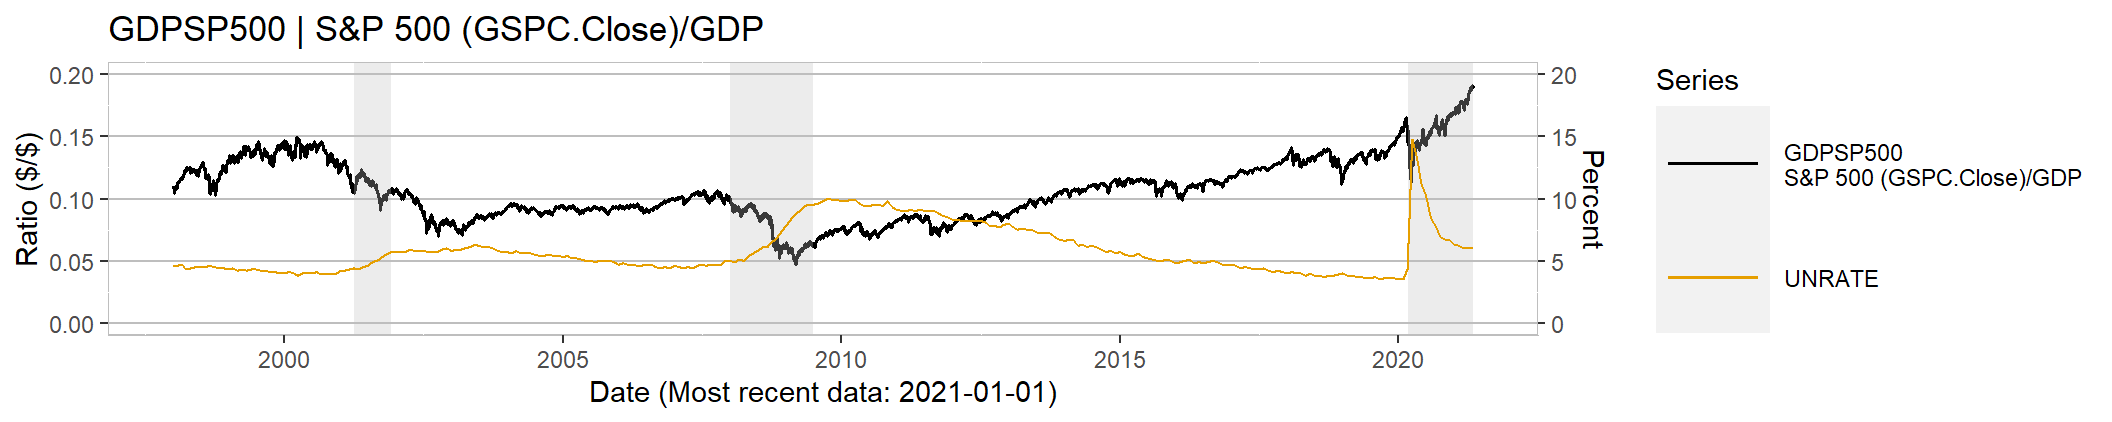 GDPSP500 | S&P 500 (GSPC.Close)/GDP
0.20
0.15
0.10
0.05
0.00
Ratio ($/$)
20
15
10
5
0
Percent
2000
2005
2010
2015
2020
Date (Most recent data: 2021-01-01)
Series
GDPSP500
S&P 500 (GSPC.Close)/GDP
UNRATE